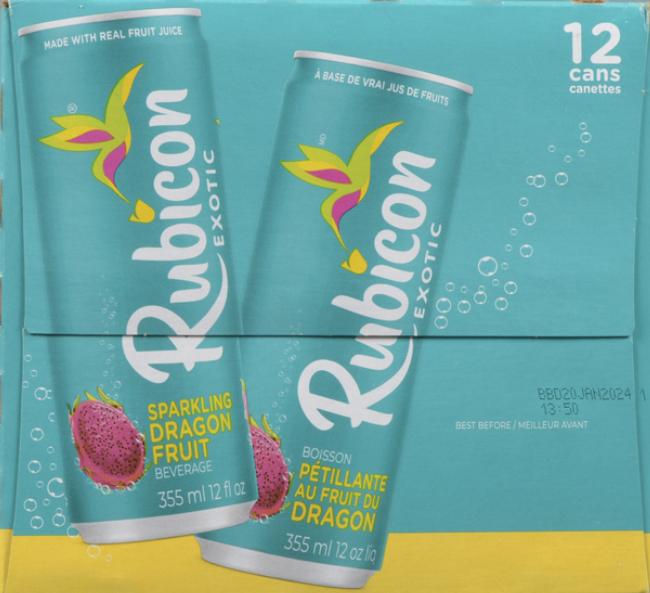 MADE WITH REAL FRUIT JUICE
®
Rubicon
EXOTIC
SPARKLING
DRAGON
FRUIT
BEVERAGE
355 ml 12 fl oz
À BASE DE VRAI JUS DE FRUITS
MD
Rubicon
EXOTIC
BOISSON
PÉTILLANTE
AU FRUIT DU
DRAGON
355 ml 12 oz liq
12
cans
canettes
BBD20JAN2024 1
13:50
BEST BEFORE / MEILLEUR AVANT